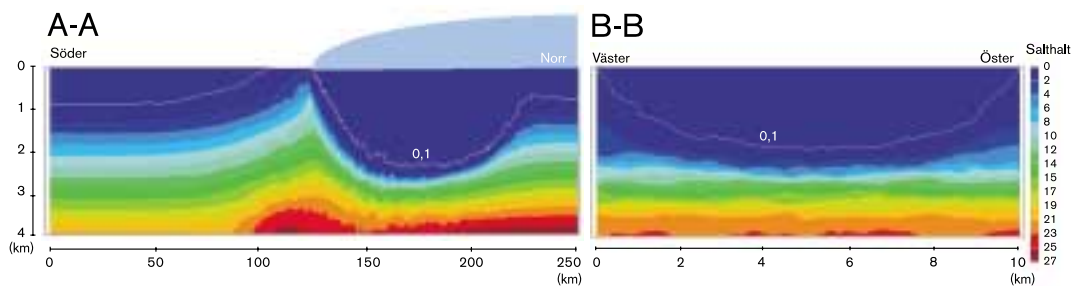 A-A
Söder
Norr
0
1
2
3
4
(km)
0,1
0 50 100 150 200 250
(km)
B-B
Väster Öster
0,1
0 2 4 6 8 10
(km)
Salthalt
0
2
4
6
8
10
12
14
15
17
19
21
23
25
27